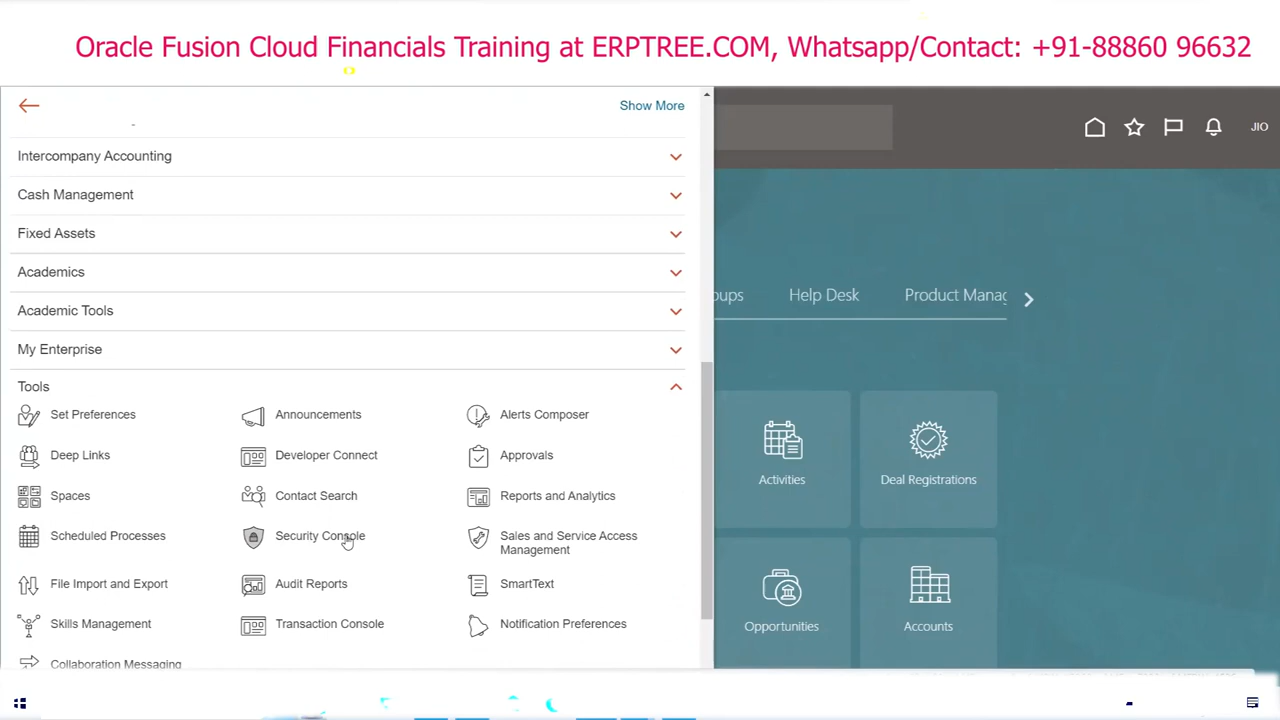 Oracle Fusion Cloud Financials Training at ERPTREE.COM, Whatsapp/Contact: +91-88860 96632
Show More
JIO
Intercompany Accounting
Cash Management
Fixed Assets
Academics
Academic Tools
My Enterprise
Tools
Set Preferences
Announcements
Alerts Composer
Deep Links
Developer Connect
Approvals
Spaces
Contact Search
Reports and Analytics
Scheduled Processes
Security Console
Sales and Service Access
Management
File Import and Export
Audit Reports
SmartText
Skills Management
Transaction Console
Notification Preferences
Collaboration Messaging
oups
Help Desk
Product Manag
Activities
Deal Registrations
Opportunities
Accounts